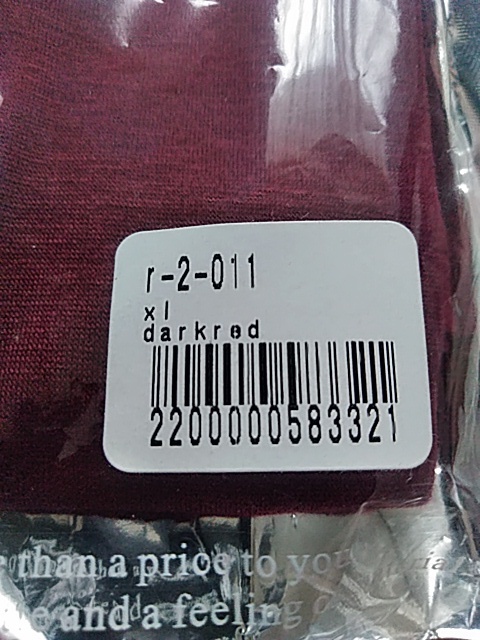 r-2-011
xl
darkred
2200000583321
than a price to you
and a feeling